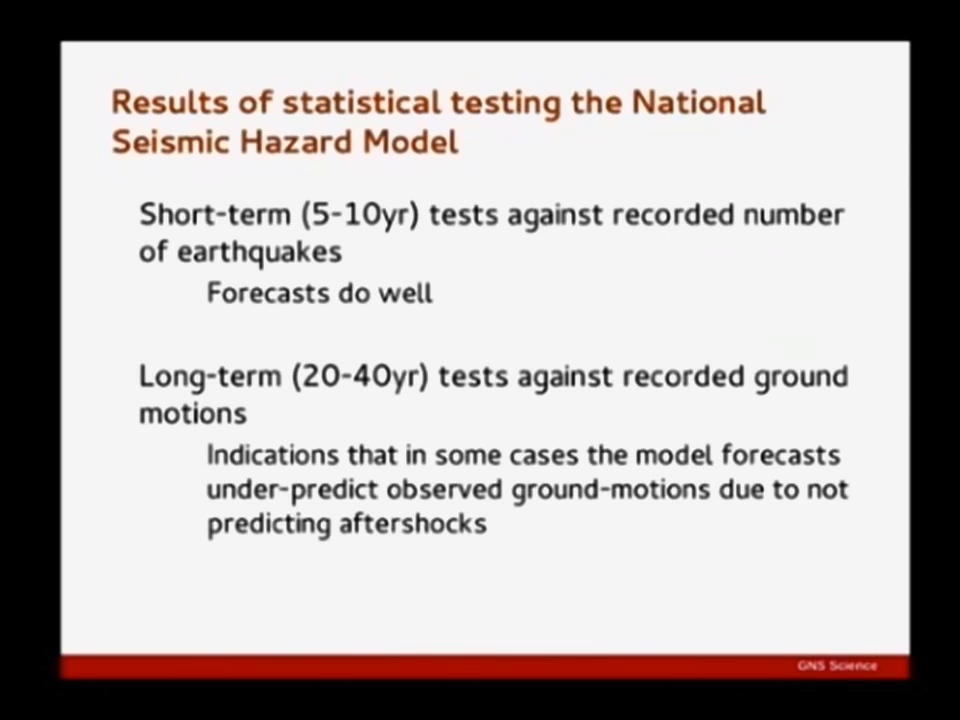 Results of statistical testing the National
Seismic Hazard Model
Short-term (5-10yr) tests against recorded number
of earthquakes
Forecasts do well
Long-term (20-40yr) tests against recorded ground
motions
Indications that in some cases the model forecasts
under-predict observed ground-motions due to not
predicting aftershocks
GNS Science